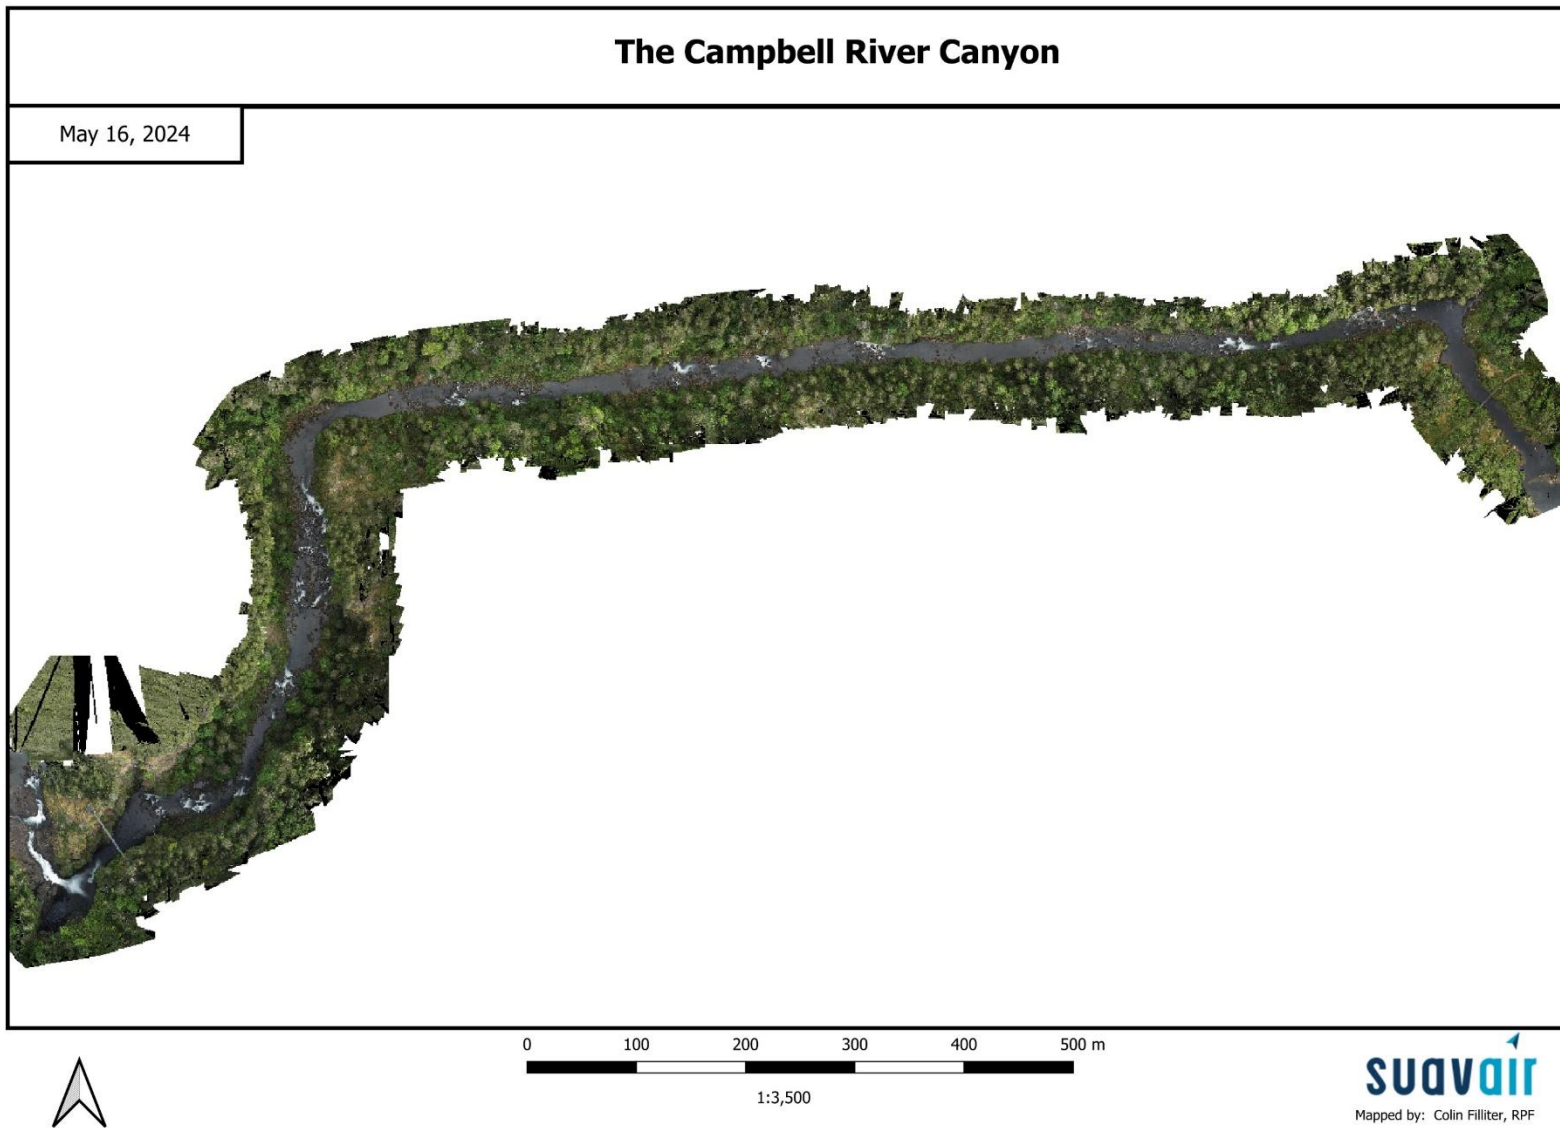 The Campbell River Canyon
May 16, 2024
0 100 200 300 400 500 m
1:3,500
suavair
Mapped by: Colin Filliter, RPF